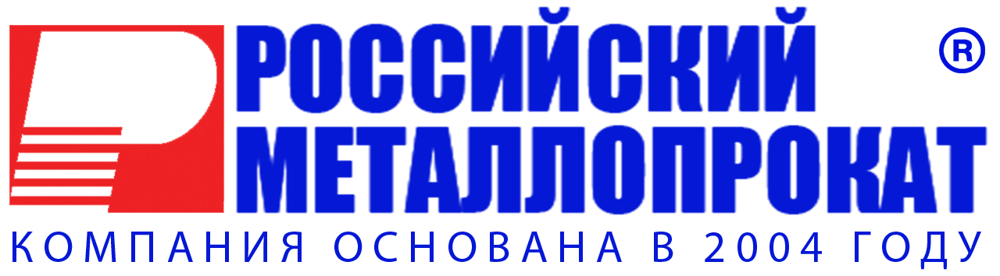 РОССИЙСКИЙ ®
МЕТАЛЛОПРОКАТ
КОМПАНИЯ ОСНОВАНА В 2004 ГОДУ